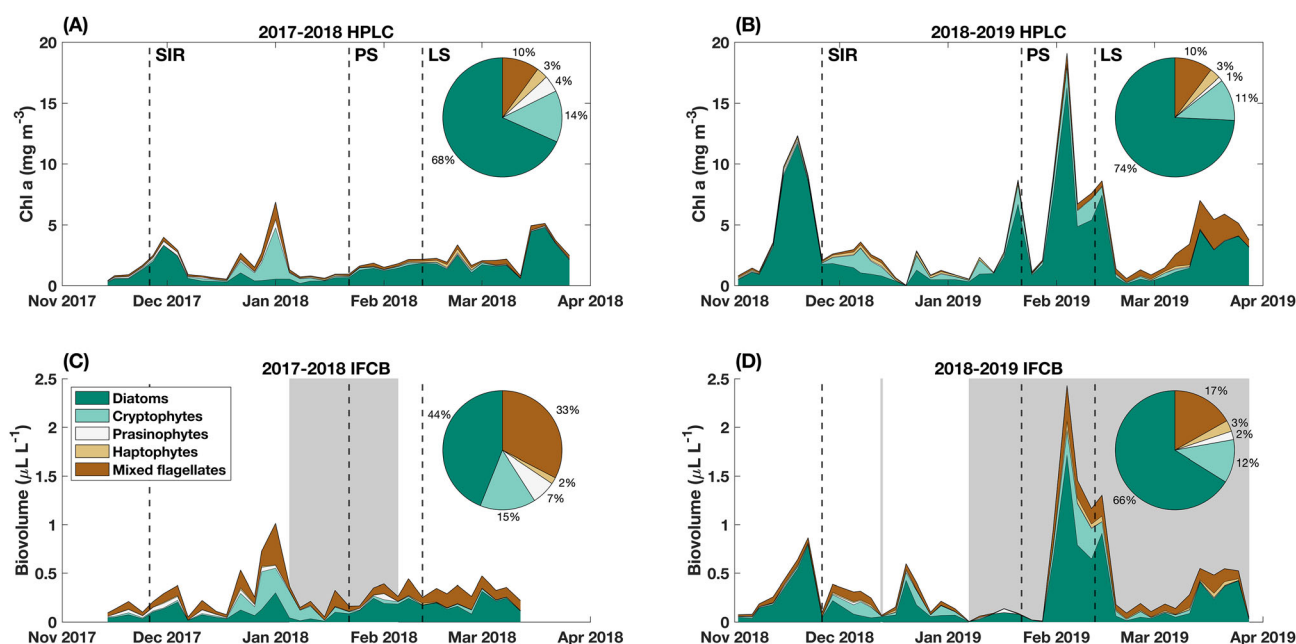 (A)
2017-2018 HPLC
SIR
PS
LS
Chl a (mg m-3)
20
15
10
5
0
10%
3%
4%
14%
68%
Nov 2017
Dec 2017
Jan 2018
Feb 2018
Mar 2018
Apr 2018
(B)
2018-2019 HPLC
SIR
PS
LS
Chl a (mg m-3)
20
15
10
5
0
10%
3%
1%
11%
74%
Nov 2018
Dec 2018
Jan 2019
Feb 2019
Mar 2019
Apr 2019
(C)
2017-2018 IFCB
Biovolume (μL L-1)
2.5
2
1.5
1
0.5
0
Diatoms
Cryptophytes
Prasinophytes
Haptophytes
Mixed flagellates
44%
33%
2%
7%
15%
Nov 2017
Dec 2017
Jan 2018
Feb 2018
Mar 2018
Apr 2018
(D)
2018-2019 IFCB
Biovolume (μL L-1)
2.5
2
1.5
1
0.5
0
17%
3%
2%
12%
66%
Nov 2018
Dec 2018
Jan 2019
Feb 2019
Mar 2019
Apr 2019